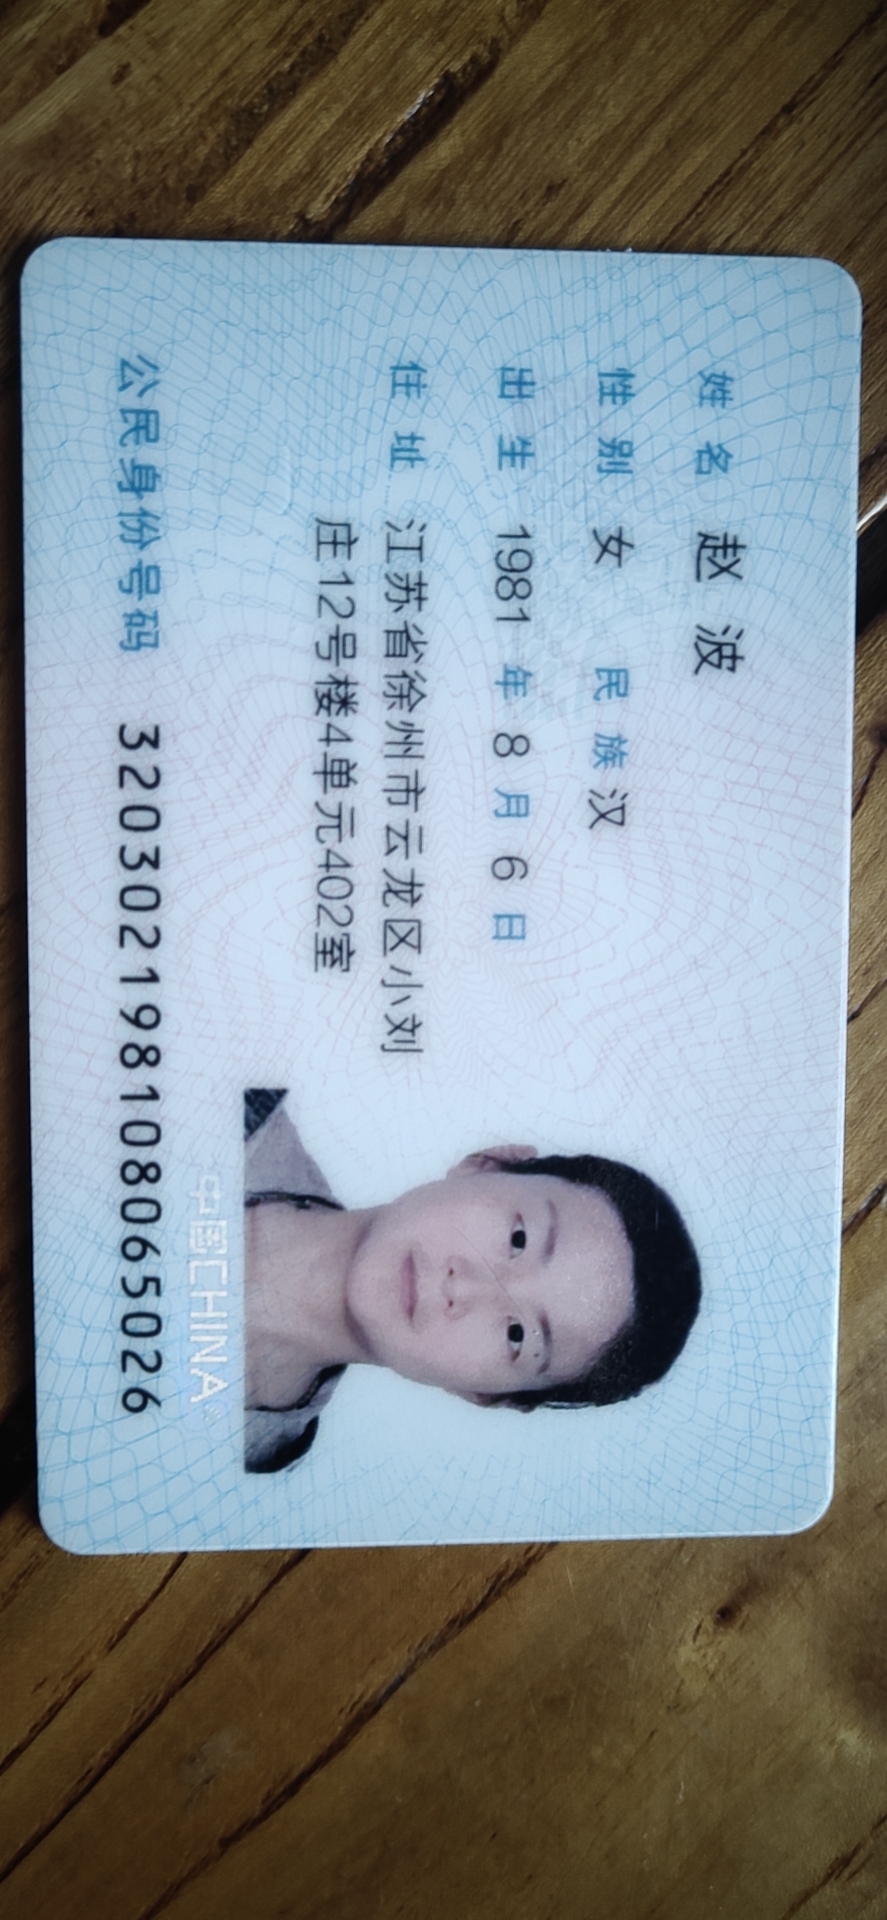 姓名 赵波
性别 女 民族 汉
出生 1981 年 8 月 6 日
住址 江苏省徐州市云龙区小刘
庄12号楼4单元402室
中国CHINA
公民身份号码 320302198108065026